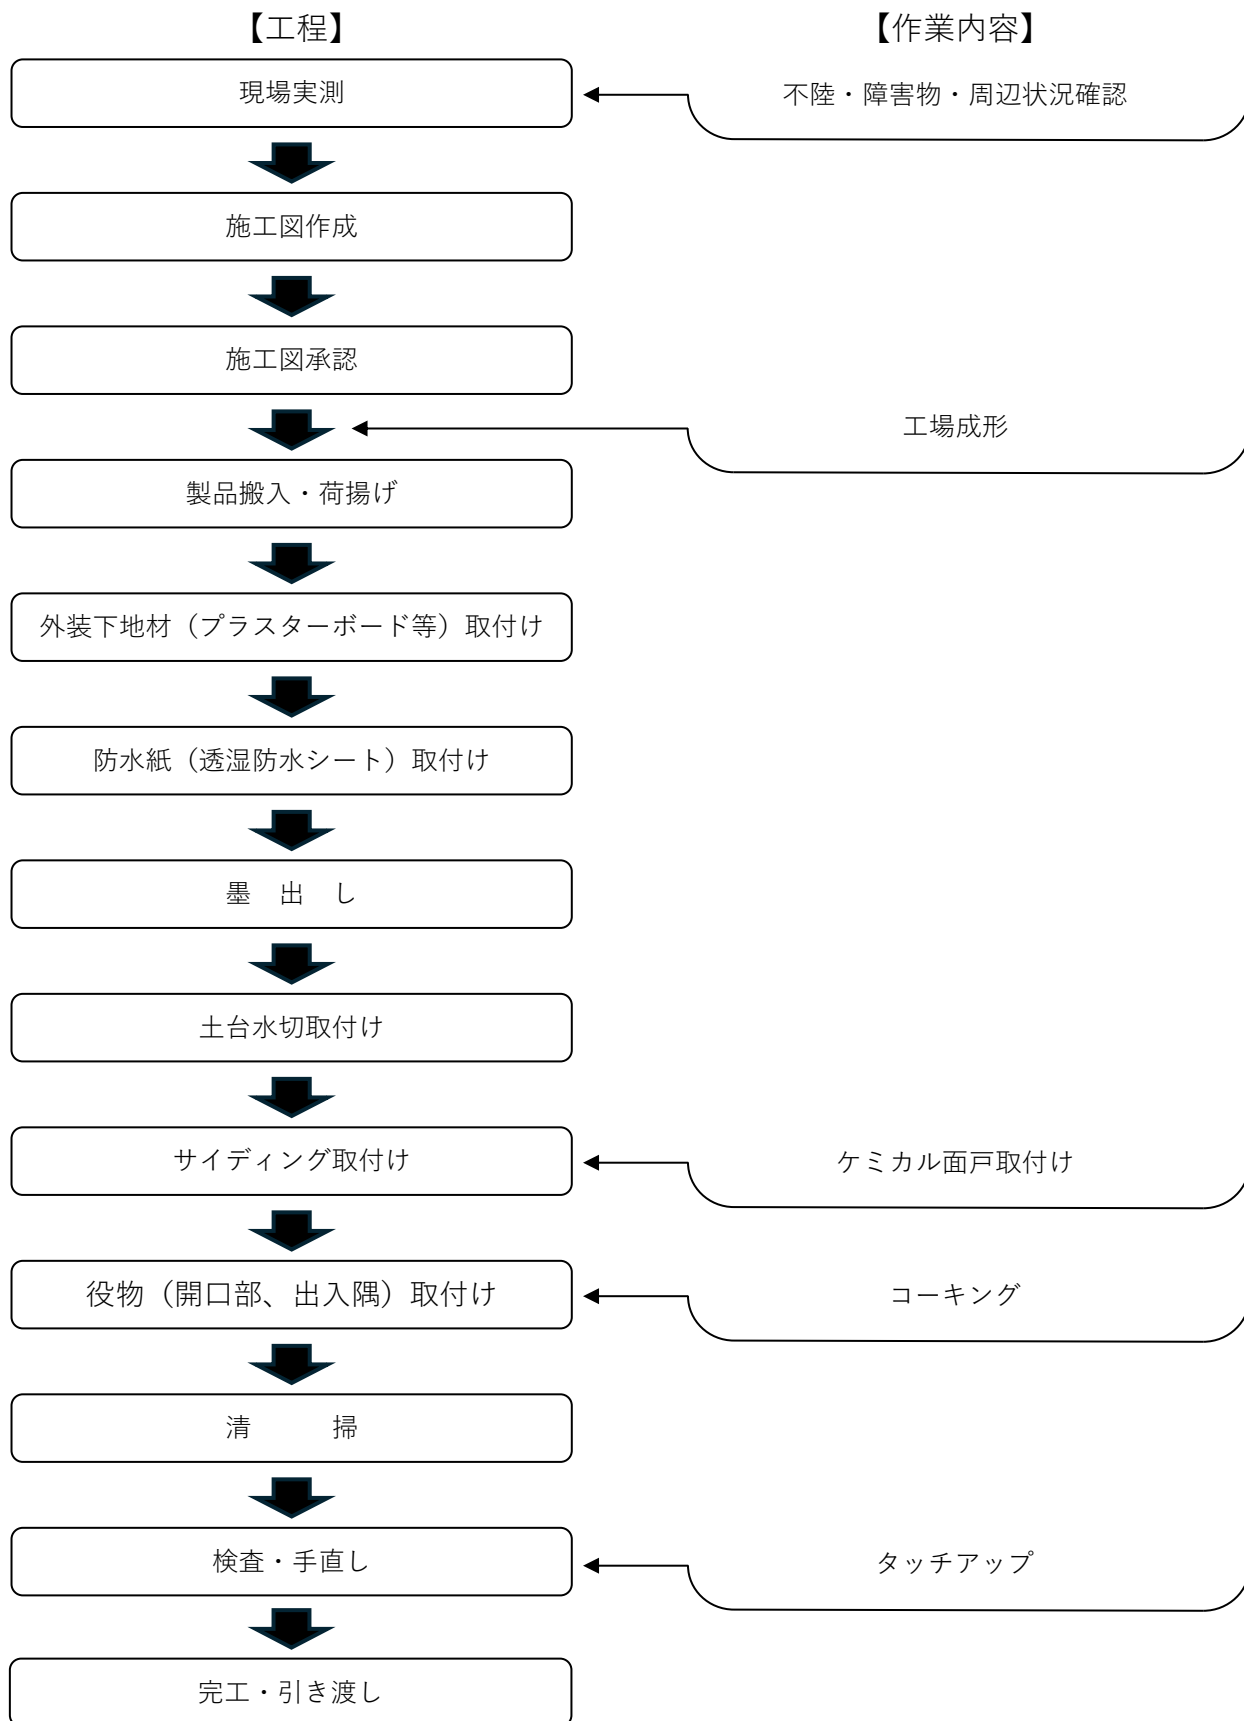 【工程】
【作業内容】
現場実測
不陸・障害物・周辺状況確認
施工図作成
施工図承認
工場成形
製品搬入・荷揚げ
外装下地材（プラスターボード等）取付け
防水紙（透湿防水シート）取付け
墨　出　し
土台水切取付け
サイディング取付け
ケミカル面戸取付け
役物（開口部、出入隅）取付け
コーキング
清　　　掃
検査・手直し
タッチアップ
完工・引き渡し